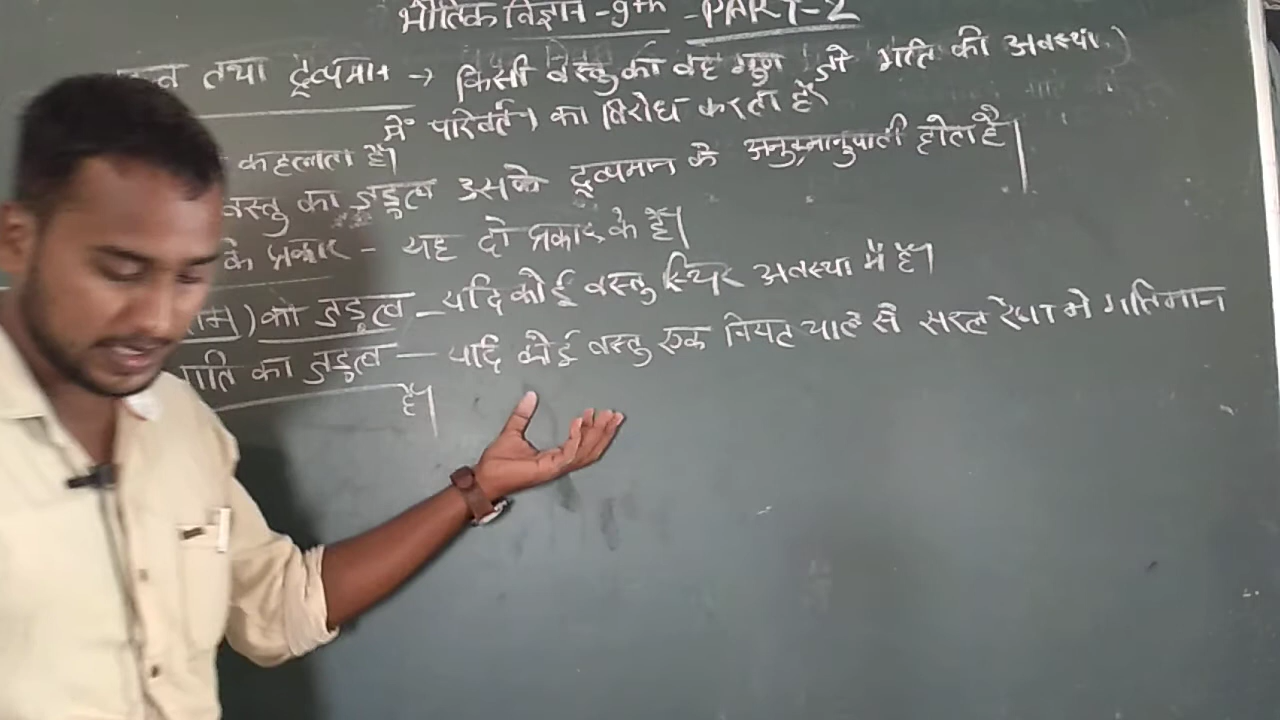 भौतिक विज्ञान - 9th - PART-2
तथा द्रव्यमान → किसी वस्तु का वह गुण जो गति की अवस्था
में परिवर्तन का विरोध करता है।
कहलाता है।
वस्तु का जड़त्व उसके द्रव्यमान के अनुक्रमानुपाती होता है।
के प्रकार - यह दो प्रकार के हैं।
को जड़त्व - यदि कोई वस्तु स्थिर अवस्था में है।
गति का जड़त्व - यदि कोई वस्तु एक नियत चाल से सरल रेखा में गतिमान
है।